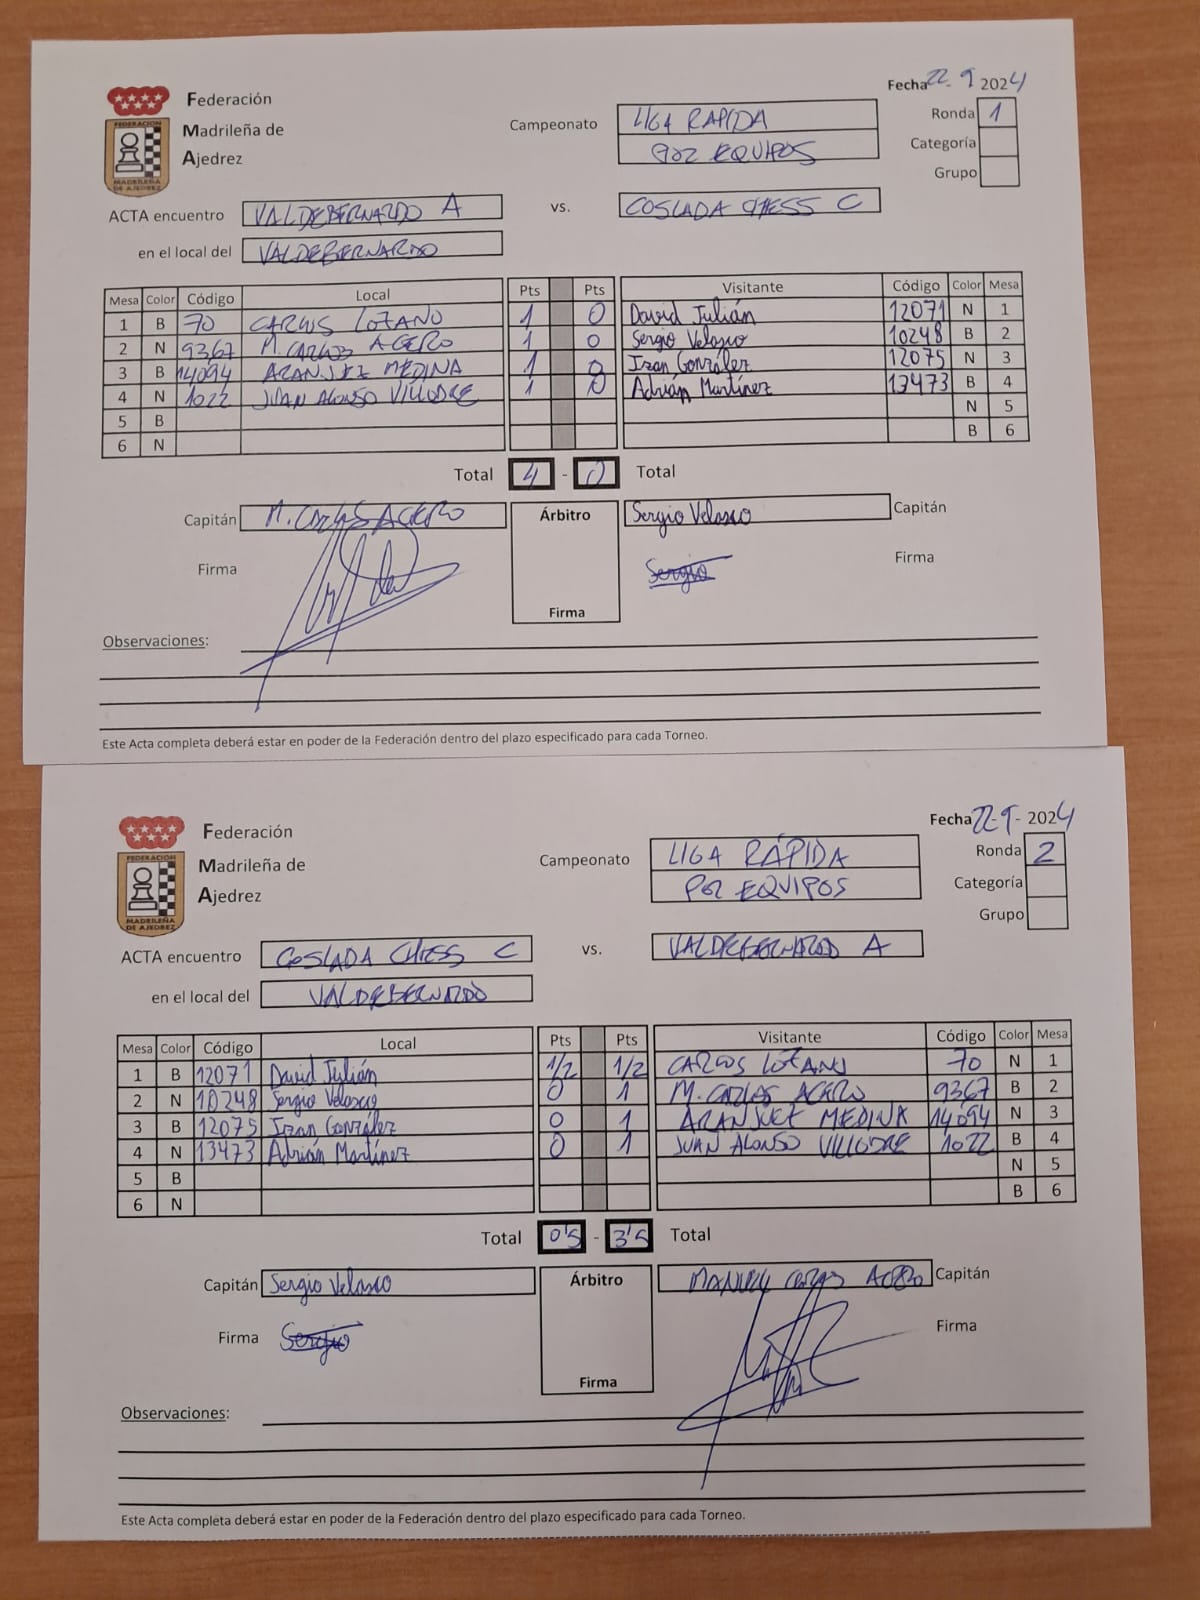 Fecha 22-9 2024
Federación
Madrileña de
Ajedrez
FEDERACION
MADRILEÑA
DE AJEDREZ
Campeonato LIGA RÁPIDA
POR EQUIPOS
Ronda 1
Categoría
Grupo
ACTA encuentro VALDEBERNARDO A vs. COSLADA CHESS C
en el local del VALDEBERNARDO
Mesa Color Código Local Pts Pts Visitante Código Color Mesa
1 B 70 CARLOS LOZANO 1 0 David Julián 12071 N 1
2 N 9367 M. CARLOS ACERO 1 0 Sergio Velasco 10248 B 2
3 B 14094 ARANJUEZ MEDINA 1 0 Izan González 12075 N 3
4 N 1022 JUAN ALONSO VILLODRE 1 0 Adrián Martínez 13473 B 4
5 B N 5
6 N B 6
Total 4 - 0 Total
Capitán M. CARLOS ACERO Árbitro Sergio Velasco Capitán
Firma Sergio Firma
Firma
Observaciones:
Este Acta completa deberá estar en poder de la Federación dentro del plazo especificado para cada Torneo.
Fecha 22-9- 2024
Federación
Madrileña de
Ajedrez
FEDERACION
MADRILEÑA
DE AJEDREZ
Campeonato LIGA RÁPIDA
POR EQUIPOS
Ronda 2
Categoría
Grupo
ACTA encuentro COSLADA CHESS C vs. VALDEBERNARDO A
en el local del VALDEBERNARDO
Mesa Color Código Local Pts Pts Visitante Código Color Mesa
1 B 12071 David Julián 1/2 1/2 CARLOS LOZANO 70 N 1
2 N 10248 Sergio Velasco 0 1 M. CARLOS ACERO 9367 B 2
3 B 12075 Izan González 0 1 ARANJUEZ MEDINA 14094 N 3
4 N 13473 Adrián Martínez 0 1 JUAN ALONSO VILLODRE 1022 B 4
5 B N 5
6 N B 6
Total 0'5 - 3'5 Total
Capitán Sergio Velasco Árbitro MANUEL CARLOS ACERO Capitán
Firma Sergio Firma
Firma
Observaciones:
Este Acta completa deberá estar en poder de la Federación dentro del plazo especificado para cada Torneo.